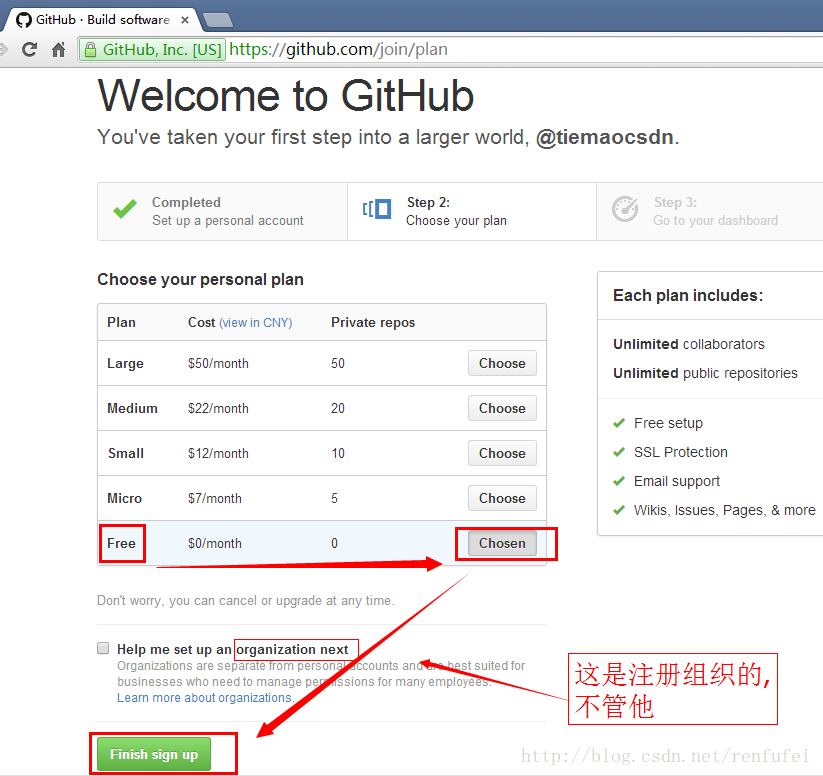 GitHub · Build software
GitHub, Inc. [US] https://github.com/join/plan
Welcome to GitHub
You've taken your first step into a larger world, @tiemaocsdn.
Completed
Set up a personal account
Step 2:
Choose your plan
Step 3:
Go to your dashboard
Choose your personal plan
Plan Cost (view in CNY) Private repos
Large $50/month 50 Choose
Medium $22/month 20 Choose
Small $12/month 10 Choose
Micro $7/month 5 Choose
Free $0/month 0 Chosen
Don't worry, you can cancel or upgrade at any time.
Each plan includes:
Unlimited collaborators
Unlimited public repositories
Free setup
SSL Protection
Email support
Wikis, Issues, Pages, & more
Help me set up an organization next
Organizations are separate from personal accounts and are best suited for
businesses who need to manage permissions for many employees.
Learn more about organizations.
这是注册组织的,
不管他
Finish sign up
http://blog.csdn.net/renfufei